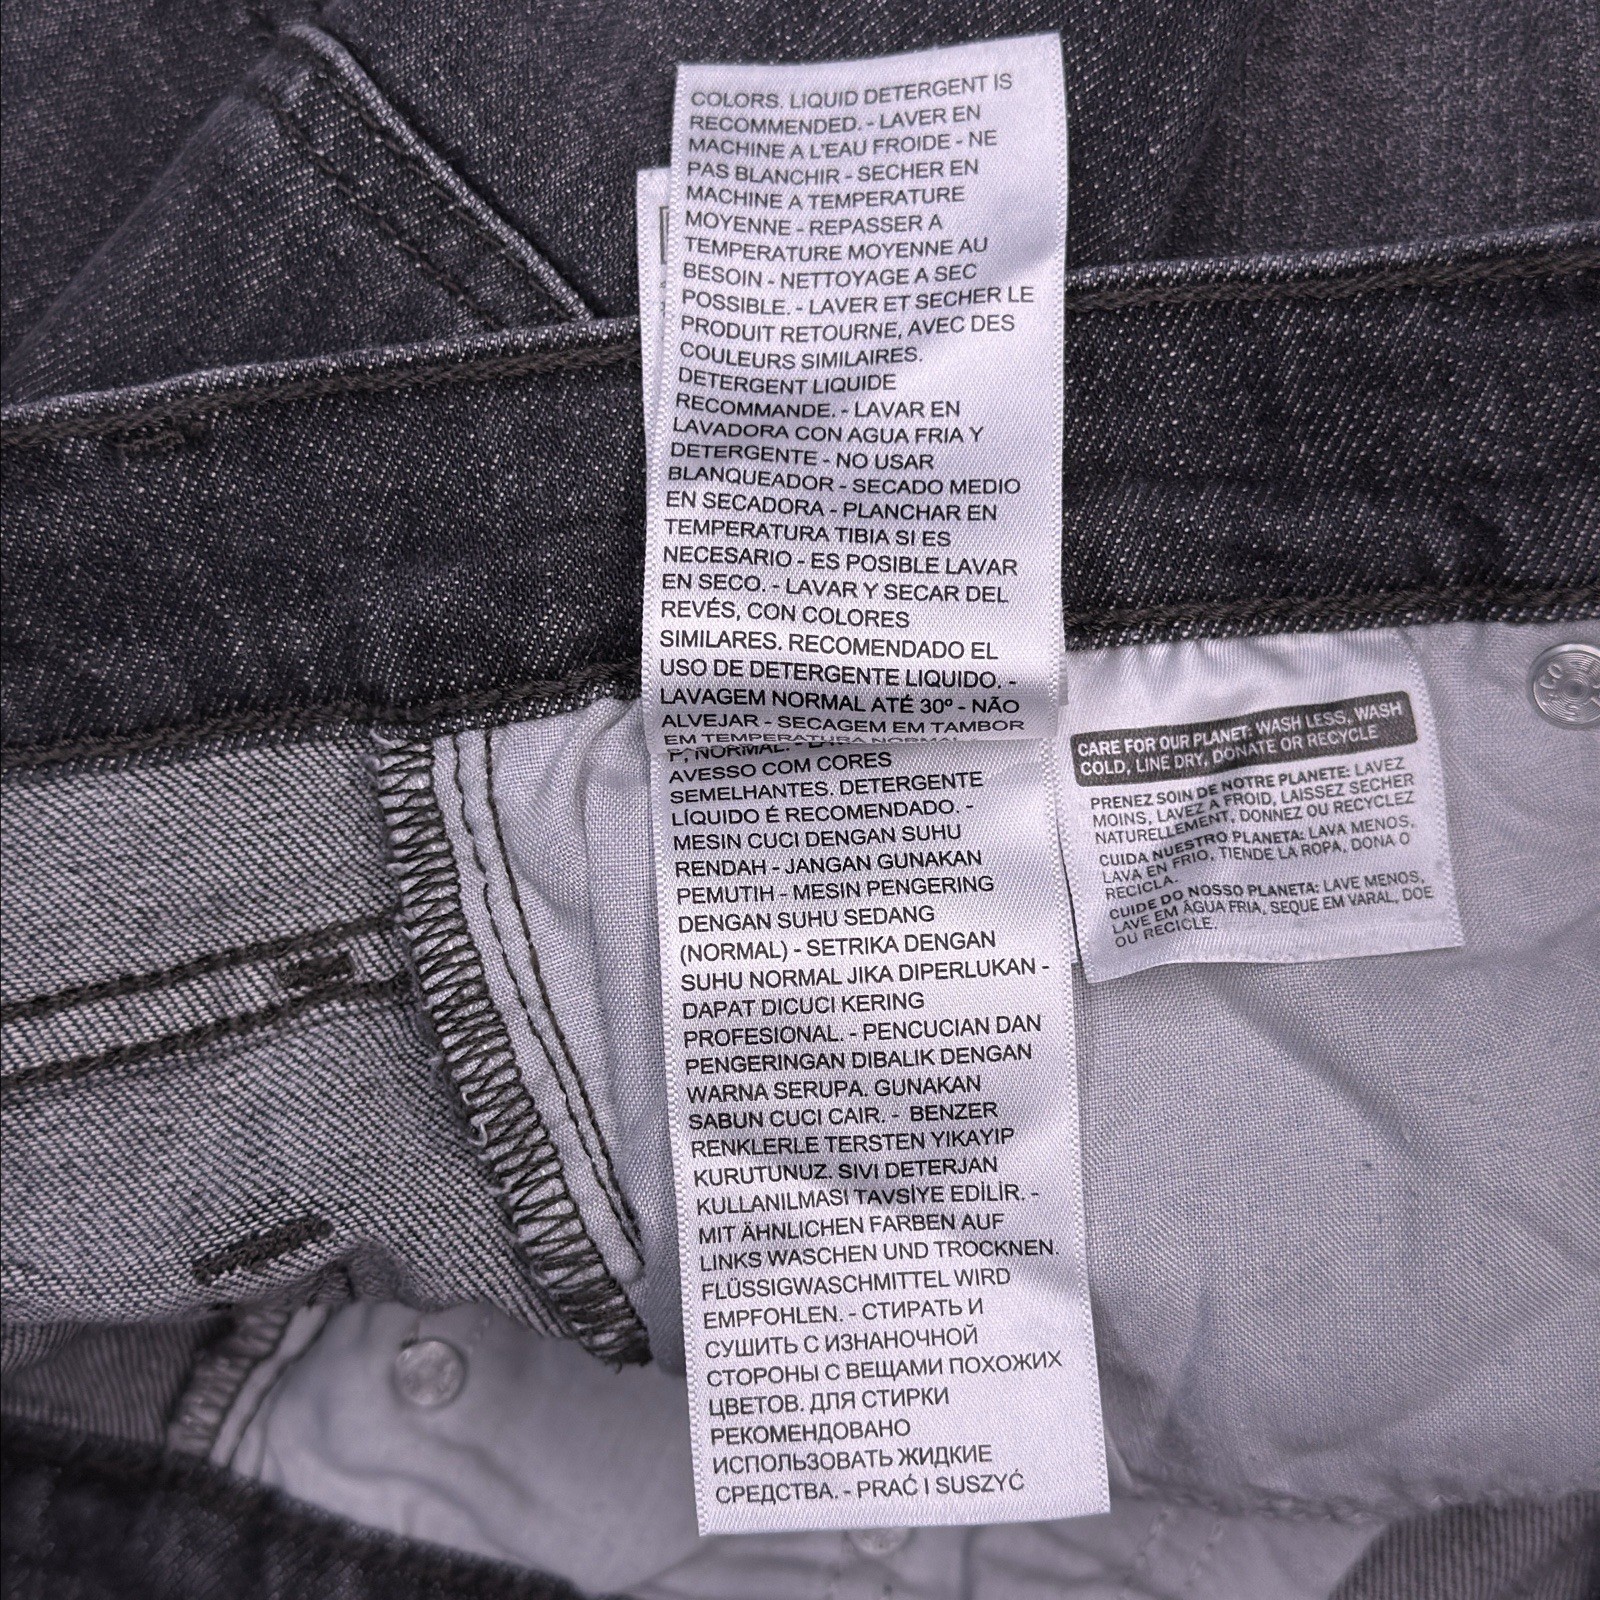 COLORS. LIQUID DETERGENT IS
RECOMMENDED. - LAVER EN
MACHINE A L'EAU FROIDE - NE
PAS BLANCHIR - SECHER EN
MACHINE A TEMPERATURE
MOYENNE - REPASSER A
TEMPERATURE MOYENNE AU
BESOIN - NETTOYAGE A SEC
POSSIBLE. - LAVER ET SECHER LE
PRODUIT RETOURNE, AVEC DES
COULEURS SIMILAIRES.
DETERGENT LIQUIDE
RECOMMANDE. - LAVAR EN
LAVADORA CON AGUA FRIA Y
DETERGENTE - NO USAR
BLANQUEADOR - SECADO MEDIO
EN SECADORA - PLANCHAR EN
TEMPERATURA TIBIA SI ES
NECESARIO - ES POSIBLE LAVAR
EN SECO. - LAVAR Y SECAR DEL
REVÉS, CON COLORES
SIMILARES. RECOMENDADO EL
USO DE DETERGENTE LIQUIDO. -
LAVAGEM NORMAL ATÉ 30º - NÃO
ALVEJAR - SECAGEM EM TAMBOR
EM TEMPERATURA NORMAL -
P, NORMAL. -
AVESSO COM CORES
SEMELHANTES. DETERGENTE
LÍQUIDO É RECOMENDADO. -
MESIN CUCI DENGAN SUHU
RENDAH - JANGAN GUNAKAN
PEMUTIH - MESIN PENGERING
DENGAN SUHU SEDANG
(NORMAL) - SETRIKA DENGAN
SUHU NORMAL JIKA DIPERLUKAN -
DAPAT DICUCI KERING
PROFESIONAL. - PENCUCIAN DAN
PENGERINGAN DIBALIK DENGAN
WARNA SERUPA. GUNAKAN
SABUN CUCI CAIR. - BENZER
RENKLERLE TERSTEN YIKAYIP
KURUTUNUZ. SIVI DETERJAN
KULLANILMASI TAVSİYE EDİLİR. -
MIT ÄHNLICHEN FARBEN AUF
LINKS WASCHEN UND TROCKNEN.
FLÜSSIGWASCHMITTEL WIRD
EMPFOHLEN. - СТИРАТЬ И
СУШИТЬ С ИЗНАНОЧНОЙ
СТОРОНЫ С ВЕЩАМИ ПОХОЖИХ
ЦВЕТОВ. ДЛЯ СТИРКИ
РЕКОМЕНДОВАНО
ИСПОЛЬЗОВАТЬ ЖИДКИЕ
СРЕДСТВА. - PRAĆ I SUSZYĆ
CARE FOR OUR PLANET: WASH LESS, WASH
COLD, LINE DRY, DONATE OR RECYCLE
PRENEZ SOIN DE NOTRE PLANETE: LAVEZ
MOINS, LAVEZ A FROID, LAISSEZ SECHER
NATURELLEMENT, DONNEZ OU RECYCLEZ
CUIDA NUESTRO PLANETA: LAVA MENOS,
LAVA EN FRIO, TIENDE LA ROPA, DONA O
RECICLA.
CUIDE DO NOSSO PLANETA: LAVE MENOS,
LAVE EM ÁGUA FRIA, SEQUE EM VARAL, DOE
OU RECICLE.